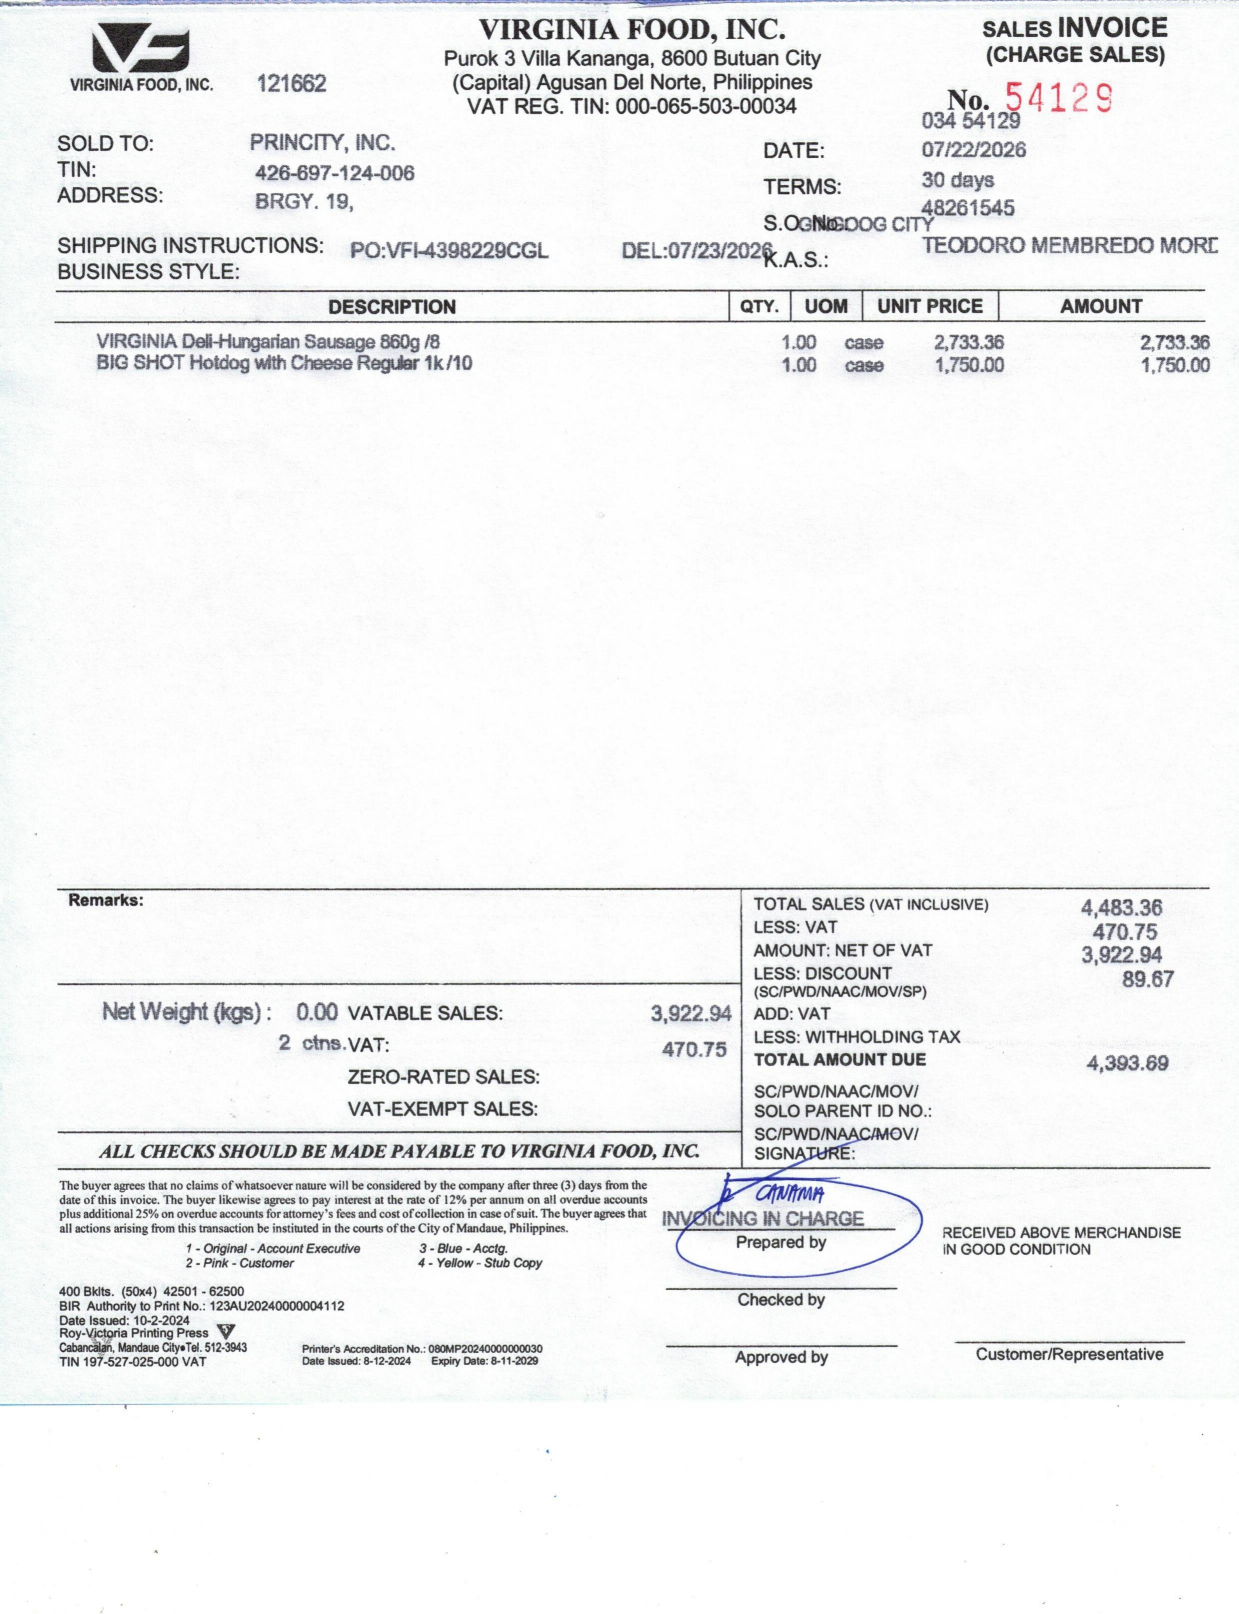 VIRGINIA FOOD, INC.
Purok 3 Villa Kananga, 8600 Butuan City
(Capital) Agusan Del Norte, Philippines
VAT REG. TIN: 000-065-503-00034
VIRGINIA FOOD, INC. 121662
SALES INVOICE
(CHARGE SALES)
No. 54129
034 54129
SOLD TO: PRINCITY, INC.
TIN: 426-697-124-006
ADDRESS: BRGY. 19,
DATE: 07/22/2026
TERMS: 30 days
48261545
S.O. No. GINGOOG CITY
SHIPPING INSTRUCTIONS: PO:VFI-4398229CGL DEL:07/23/2026
K.A.S.: TEODORO MEMBREDO MORE
BUSINESS STYLE:
DESCRIPTION QTY. UOM UNIT PRICE AMOUNT
VIRGINIA Deli-Hungarian Sausage 860g /8 1.00 case 2,733.36 2,733.36
BIG SHOT Hotdog with Cheese Regular 1k/10 1.00 case 1,750.00 1,750.00
Remarks:
TOTAL SALES (VAT INCLUSIVE) 4,483.36
LESS: VAT 470.75
AMOUNT: NET OF VAT 3,922.94
LESS: DISCOUNT 89.67
(SC/PWD/NAAC/MOV/SP)
ADD: VAT
LESS: WITHHOLDING TAX
TOTAL AMOUNT DUE 4,393.69
SC/PWD/NAAC/MOV/
SOLO PARENT ID NO.:
SC/PWD/NAAC/MOV/
SIGNATURE:
Net Weight (kgs) : 0.00 VATABLE SALES: 3,922.94
2 ctns. VAT: 470.75
ZERO-RATED SALES:
VAT-EXEMPT SALES:
ALL CHECKS SHOULD BE MADE PAYABLE TO VIRGINIA FOOD, INC.
The buyer agrees that no claims of whatsoever nature will be considered by the company after three (3) days from the
date of this invoice. The buyer likewise agrees to pay interest at the rate of 12% per annum on all overdue accounts
plus additional 25% on overdue accounts for attorney's fees and cost of collection in case of suit. The buyer agrees that
all actions arising from this transaction be instituted in the courts of the City of Mandaue, Philippines.
1 - Original - Account Executive 3 - Blue - Acctg.
2 - Pink - Customer 4 - Yellow - Stub Copy
400 Bklts. (50x4) 42501 - 62500
BIR Authority to Print No.: 123AU20240000004112
Date Issued: 10-2-2024
Roy-Victoria Printing Press
Cabancalan, Mandaue City•Tel. 512-3943
TIN 197-527-025-000 VAT
Printer's Accreditation No.: 080MP20240000000030
Date Issued: 8-12-2024 Expiry Date: 8-11-2029
CANAMA
INVOICING IN CHARGE
Prepared by
Checked by
Approved by
RECEIVED ABOVE MERCHANDISE
IN GOOD CONDITION
Customer/Representative